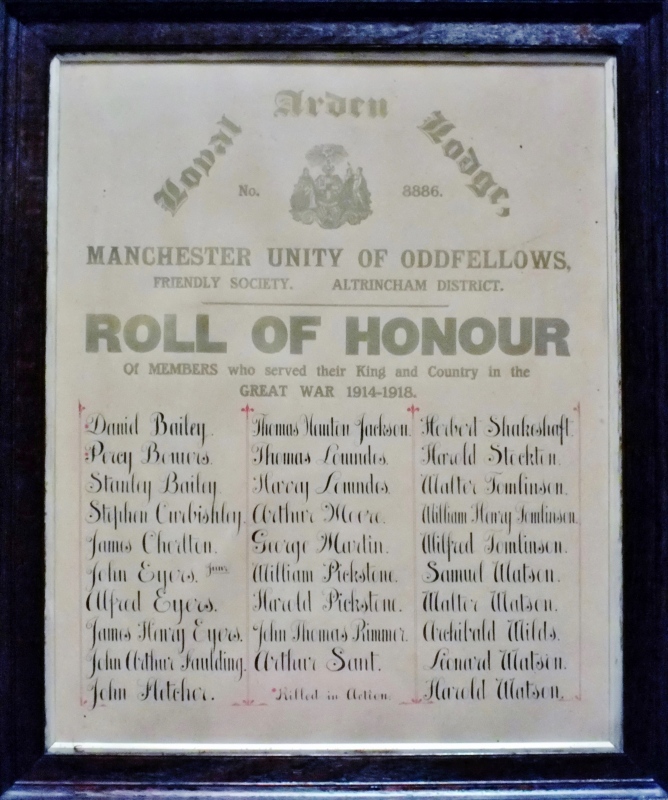 Loyal Arden Lodge,
No. 3886.
MANCHESTER UNITY OF ODDFELLOWS,
FRIENDLY SOCIETY. ALTRINCHAM DISTRICT.
ROLL OF HONOUR
Of MEMBERS who served their King and Country in the
GREAT WAR 1914-1918.
David Bailey.
Percy Bowers.
Stanley Bailey
Stephen Curbishley.
James Chorlton.
John Eyers. Junr
Alfred Eyers.
James Henry Eyers.
John Arthur Faulding.
John Fletcher.
Thomas Jackson.
Thomas Lowndes.
Harry Lowndes.
Arthur Moore.
George Martin.
William Pickstone.
Harold Pickstone.
John Thomas Rimmer.
Arthur Sant.
*Killed in Action.
Herbert Shakeshaft.
Harold Stockton.
Walter Tomlinson.
William Henry Tomlinson.
Wilfred Tomlinson.
Samuel Watson.
Walter Watson.
Archibald Wilds.
Leonard Watson.
Harold Watson.